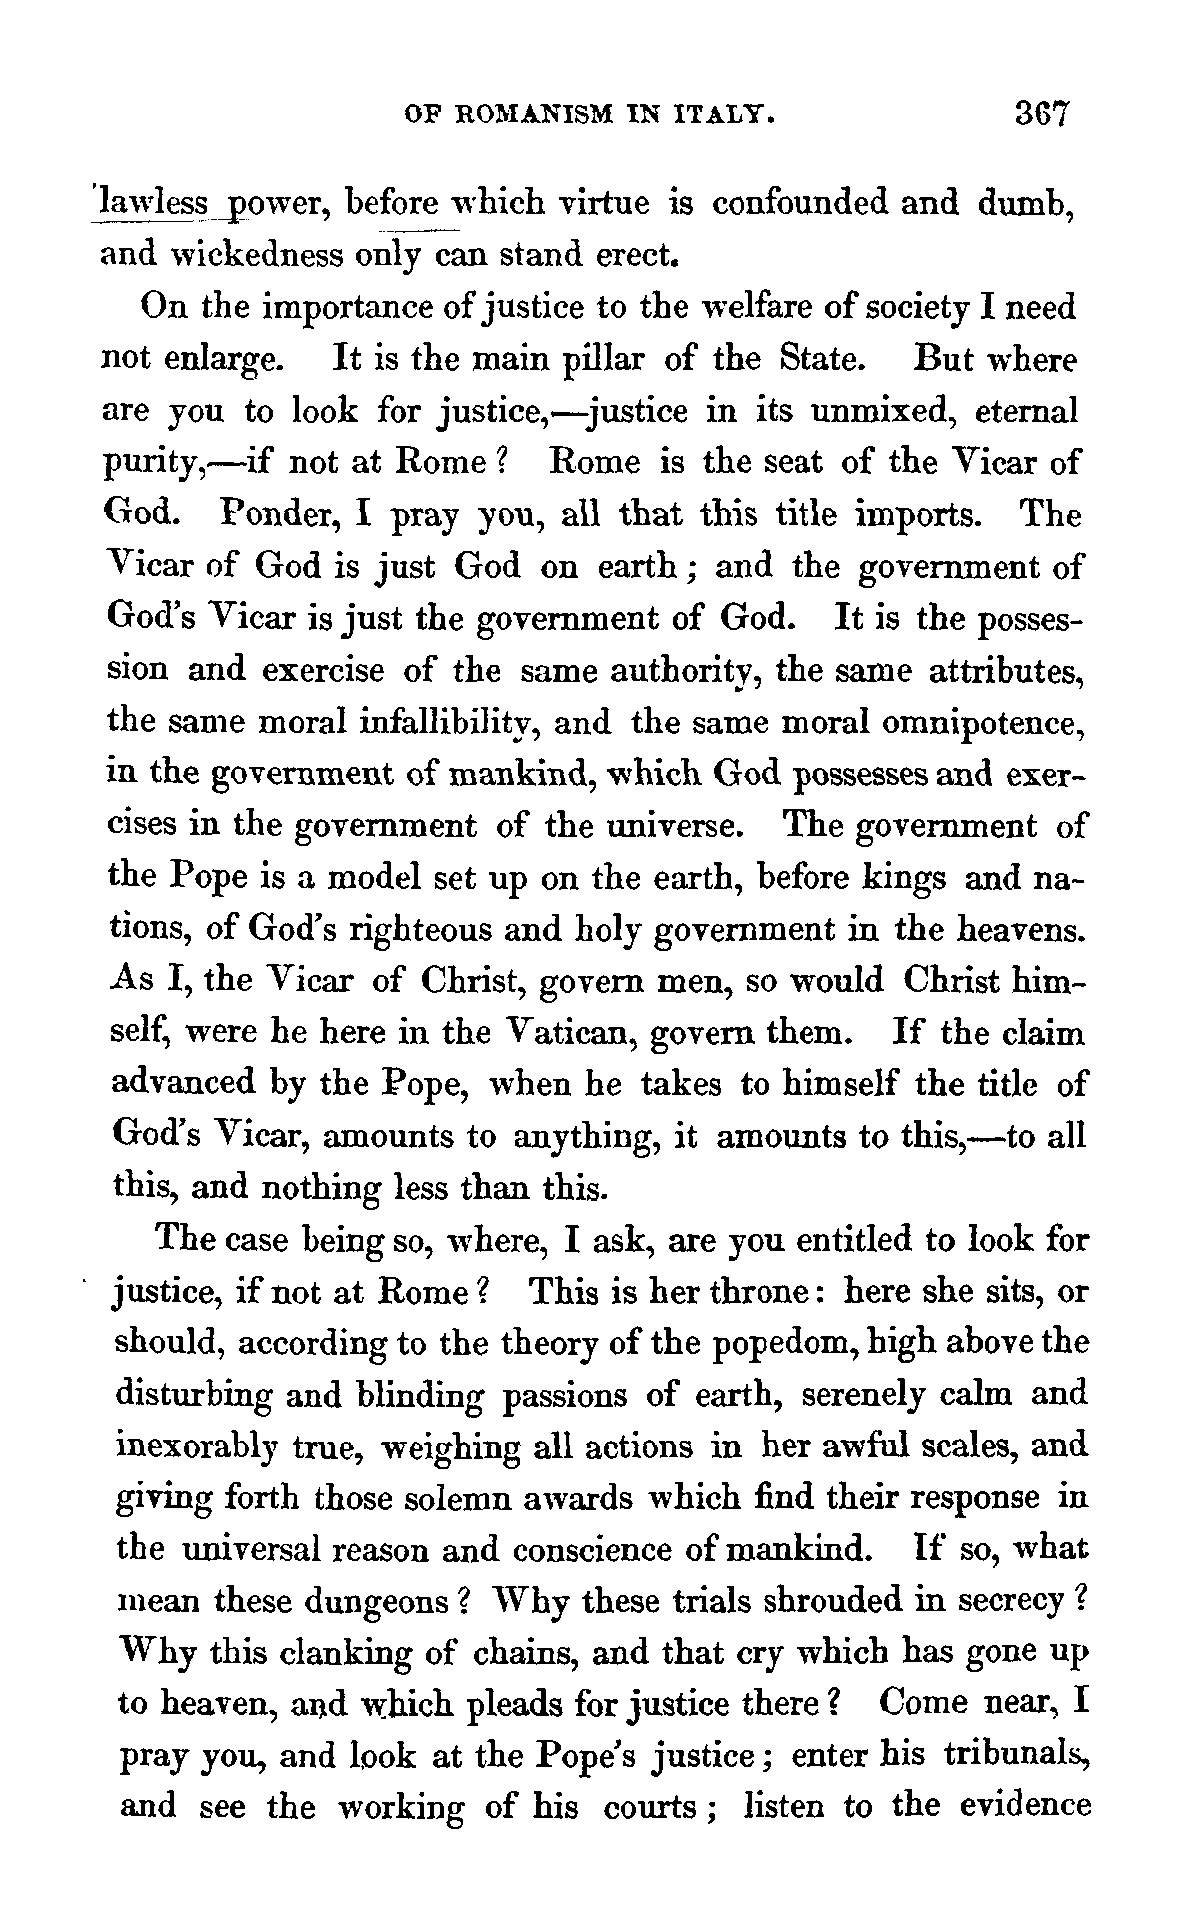 OF ROMANISM IN ITALY. 367
lawless power, before which virtue is confounded and dumb,
and wickedness only can stand erect.
On the importance of justice to the welfare of society I need
not enlarge. It is the main pillar of the State. But where
are you to look for justice,—justice in its unmixed, eternal
purity,—if not at Rome? Rome is the seat of the Vicar of
God. Ponder, I pray you, all that this title imports. The
Vicar of God is just God on earth; and the government of
God's Vicar is just the government of God. It is the posses-
sion and exercise of the same authority, the same attributes,
the same moral infallibility, and the same moral omnipotence,
in the government of mankind, which God possesses and exer-
cises in the government of the universe. The government of
the Pope is a model set up on the earth, before kings and na-
tions, of God's righteous and holy government in the heavens.
As I, the Vicar of Christ, govern men, so would Christ him-
self, were he here in the Vatican, govern them. If the claim
advanced by the Pope, when he takes to himself the title of
God's Vicar, amounts to anything, it amounts to this,—to all
this, and nothing less than this.
The case being so, where, I ask, are you entitled to look for
justice, if not at Rome? This is her throne: here she sits, or
should, according to the theory of the popedom, high above the
disturbing and blinding passions of earth, serenely calm and
inexorably true, weighing all actions in her awful scales, and
giving forth those solemn awards which find their response in
the universal reason and conscience of mankind. If so, what
mean these dungeons? Why these trials shrouded in secrecy?
Why this clanking of chains, and that cry which has gone up
to heaven, and which pleads for justice there? Come near, I
pray you, and look at the Pope's justice; enter his tribunals,
and see the working of his courts; listen to the evidence